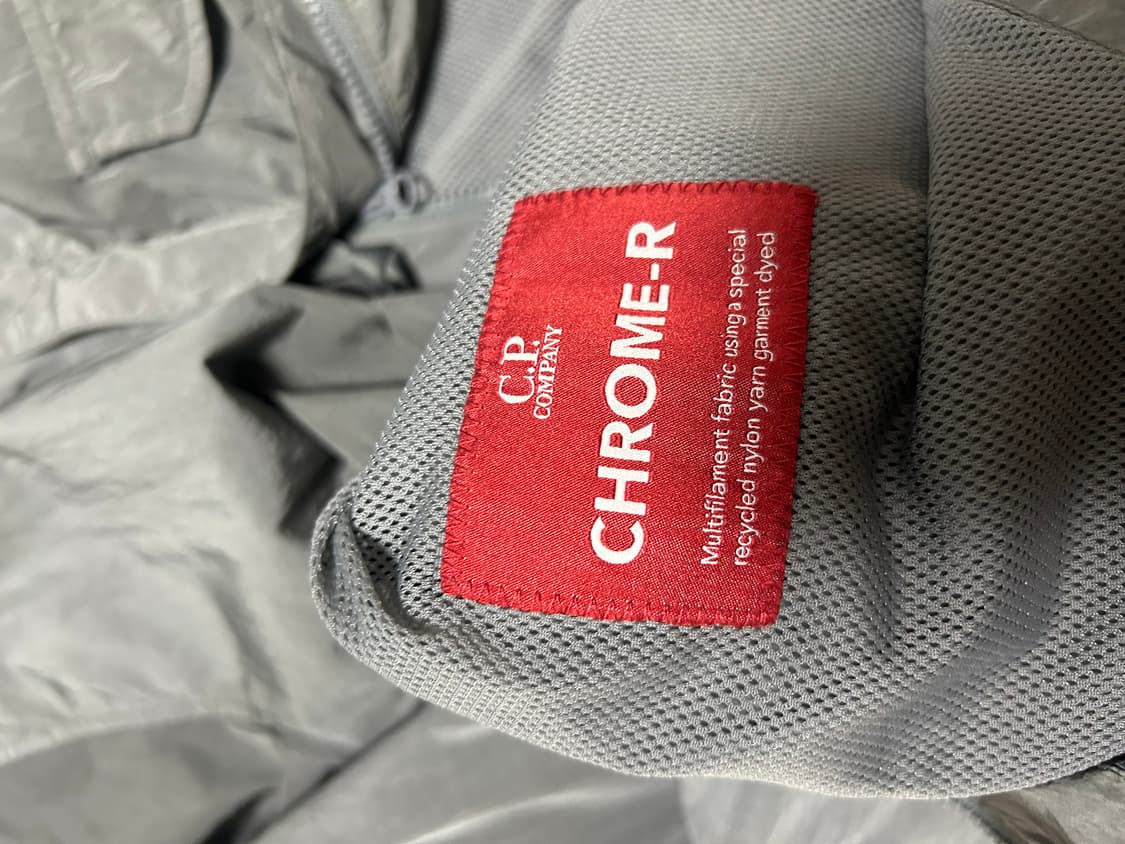 C.P.
COMPANY
CHROME-R
Multifilament fabric using a special
recycled nylon yarn garment dyed